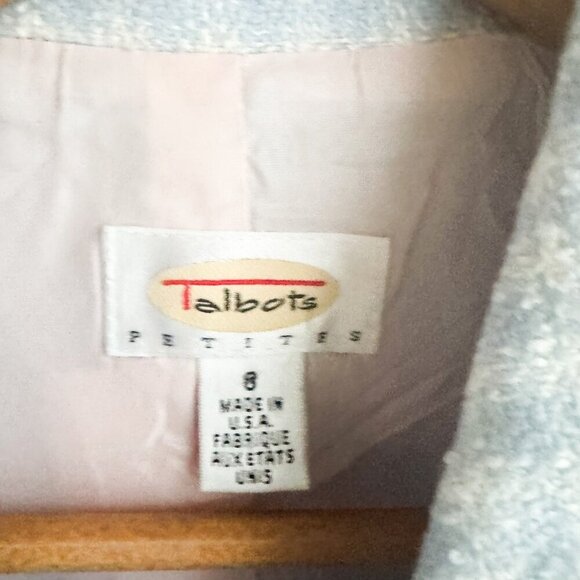 Talbots
PETITES
8
MADE IN
U.S.A.
FABRIQUE
AUX ETATS
UNIS